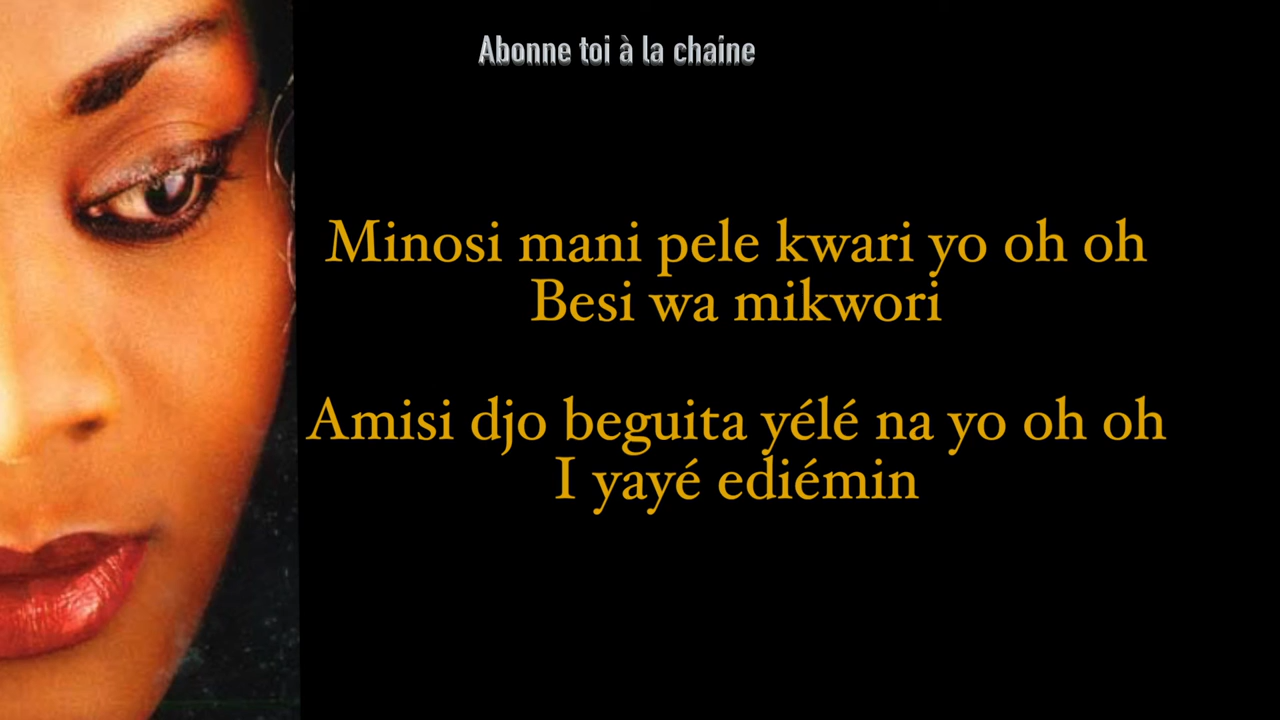 Abonne toi à la chaine
Minosi mani pele kwari yo oh oh
Besi wa mikwori
Amisi djo beguita yélé na yo oh oh
I yayé ediémin